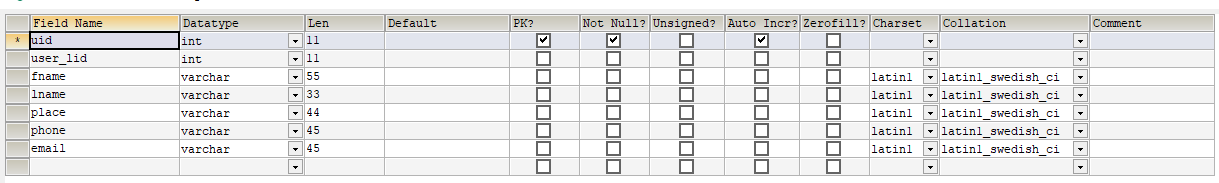 Field Name Datatype Len Default PK? Not Null? Unsigned? Auto Incr? Zerofill? Charset Collation Comment
* uid int 11
user_lid int 11
fname varchar 55 latin1 latin1_swedish_ci
lname varchar 33 latin1 latin1_swedish_ci
place varchar 44 latin1 latin1_swedish_ci
phone varchar 45 latin1 latin1_swedish_ci
email varchar 45 latin1 latin1_swedish_ci